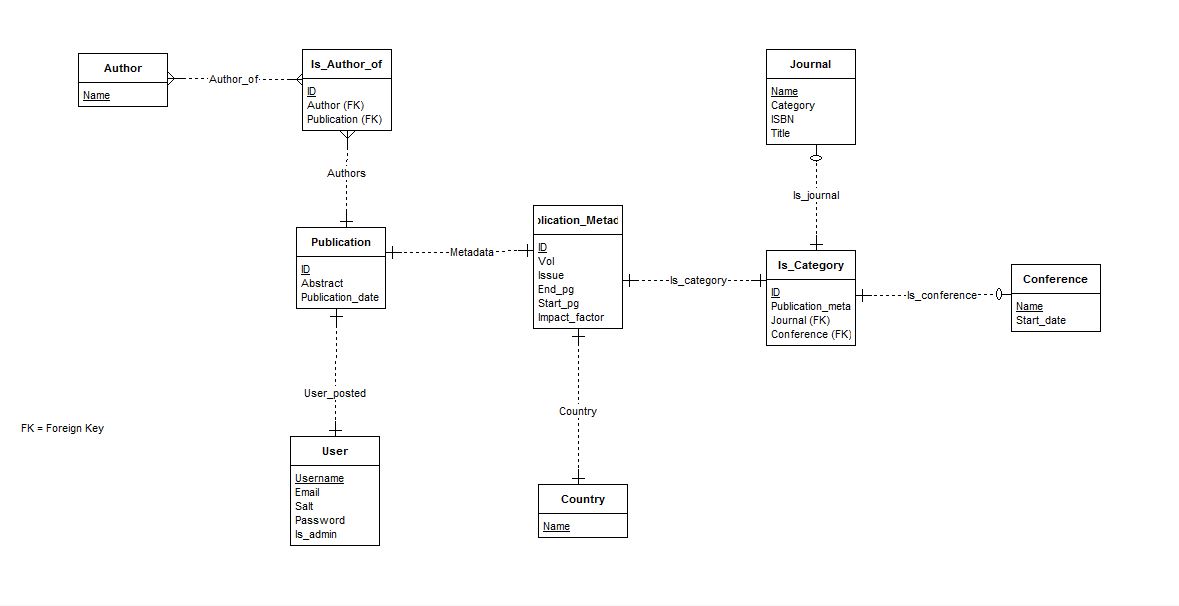 Author
Name
Author_of
Is_Author_of
ID
Author (FK)
Publication (FK)
Authors
Journal
Name
Category
ISBN
Title
Is_journal
Publication
ID
Abstract
Publication_date
Metadata
blication_Metad
ID
Vol
Issue
End_pg
Start_pg
Impact_factor
Is_category
Is_Category
ID
Publication_meta
Journal (FK)
Conference (FK)
Is_conference
Conference
Name
Start_date
User_posted
Country
FK = Foreign Key
User
Username
Email
Salt
Password
Is_admin
Country
Name